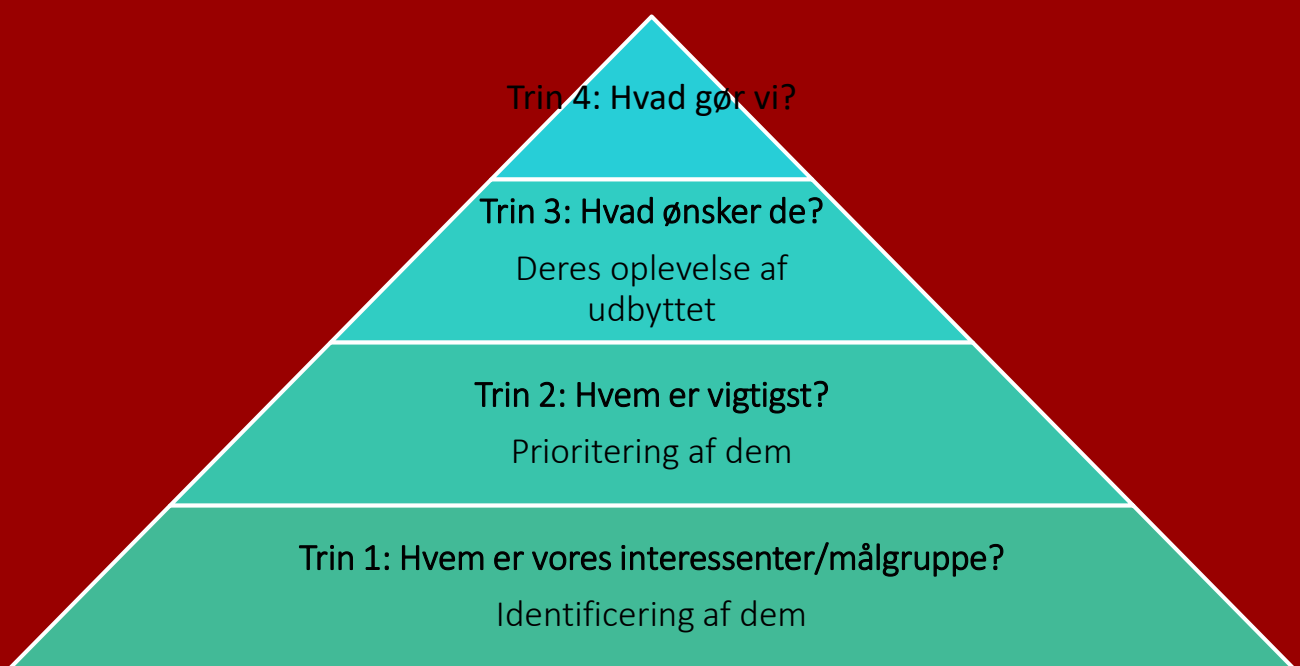 Trin 4: Hvad gør vi?
Trin 3: Hvad ønsker de?
Deres oplevelse af
udbyttet
Trin 2: Hvem er vigtigst?
Prioritering af dem
Trin 1: Hvem er vores interessenter/målgruppe?
Identificering af dem